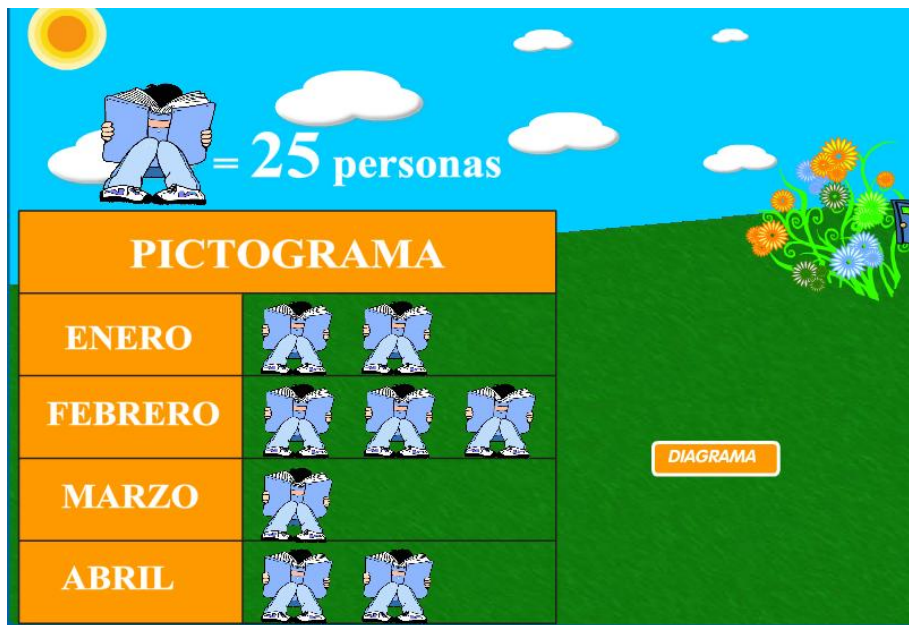 = 25 personas
PICTOGRAMA
ENERO
FEBRERO
MARZO
ABRIL
DIAGRAMA